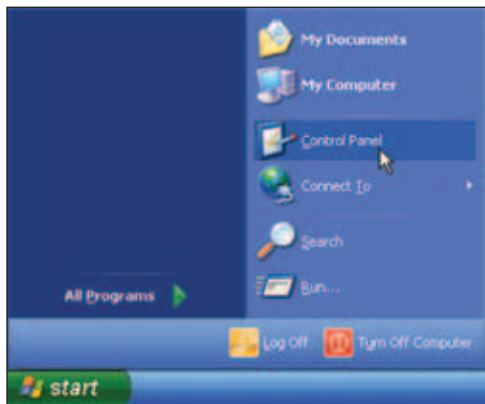 My Documents
My Computer
Control Panel
Connect To
Search
Run...
All Programs
Log Off
Turn Off Computer
start